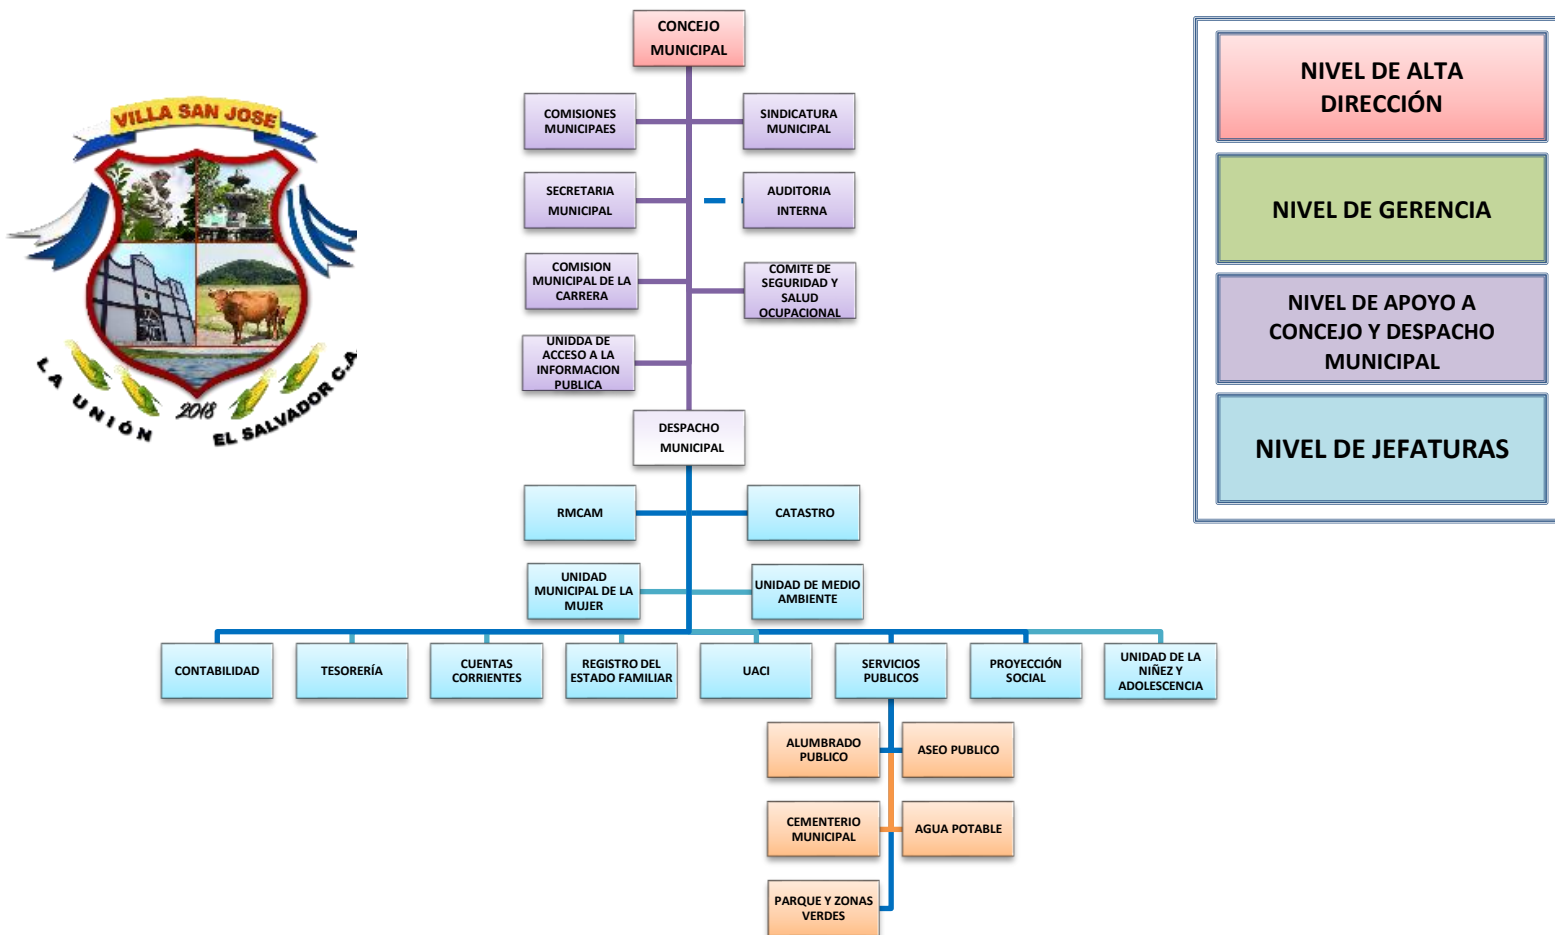 VILLA SAN JOSE
LA UNIÓN
2018
EL SALVADOR C.A
CONCEJO
MUNICIPAL
COMISIONES
MUNICIPAES
SINDICATURA
MUNICIPAL
SECRETARIA
MUNICIPAL
AUDITORIA
INTERNA
COMISION
MUNICIPAL DE LA
CARRERA
COMITE DE
SEGURIDAD Y
SALUD
OCUPACIONAL
UNIDDA DE
ACCESO A LA
INFORMACION
PUBLICA
DESPACHO
MUNICIPAL
RMCAM
CATASTRO
UNIDAD
MUNICIPAL DE LA
MUJER
UNIDAD DE MEDIO
AMBIENTE
CONTABILIDAD
TESORERÍA
CUENTAS
CORRIENTES
REGISTRO DEL
ESTADO FAMILIAR
UACI
SERVICIOS
PUBLICOS
PROYECCIÓN
SOCIAL
UNIDAD DE LA
NIÑEZ Y
ADOLESCENCIA
ALUMBRADO
PUBLICO
ASEO PUBLICO
CEMENTERIO
MUNICIPAL
AGUA POTABLE
PARQUE Y ZONAS
VERDES
NIVEL DE ALTA
DIRECCIÓN
NIVEL DE GERENCIA
NIVEL DE APOYO A
CONCEJO Y DESPACHO
MUNICIPAL
NIVEL DE JEFATURAS